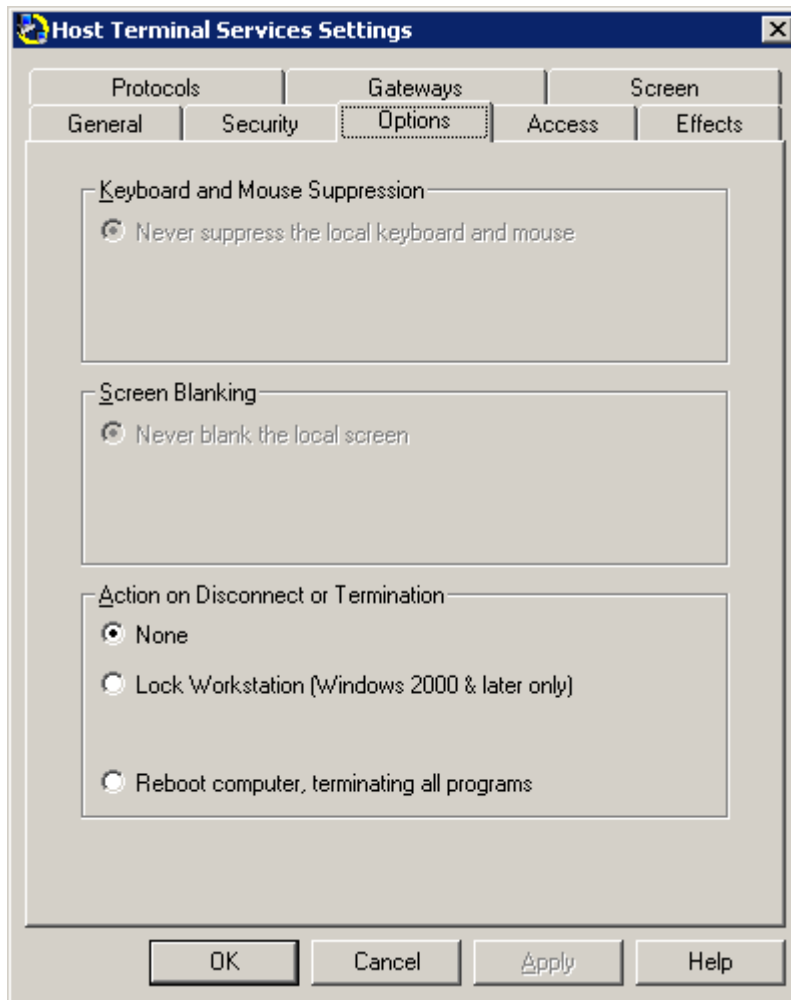 Host Terminal Services Settings
Protocols Gateways Screen
General Security Options Access Effects
Keyboard and Mouse Suppression
Never suppress the local keyboard and mouse
Screen Blanking
Never blank the local screen
Action on Disconnect or Termination
None
Lock Workstation (Windows 2000 & later only)
Reboot computer, terminating all programs
OK Cancel Apply Help